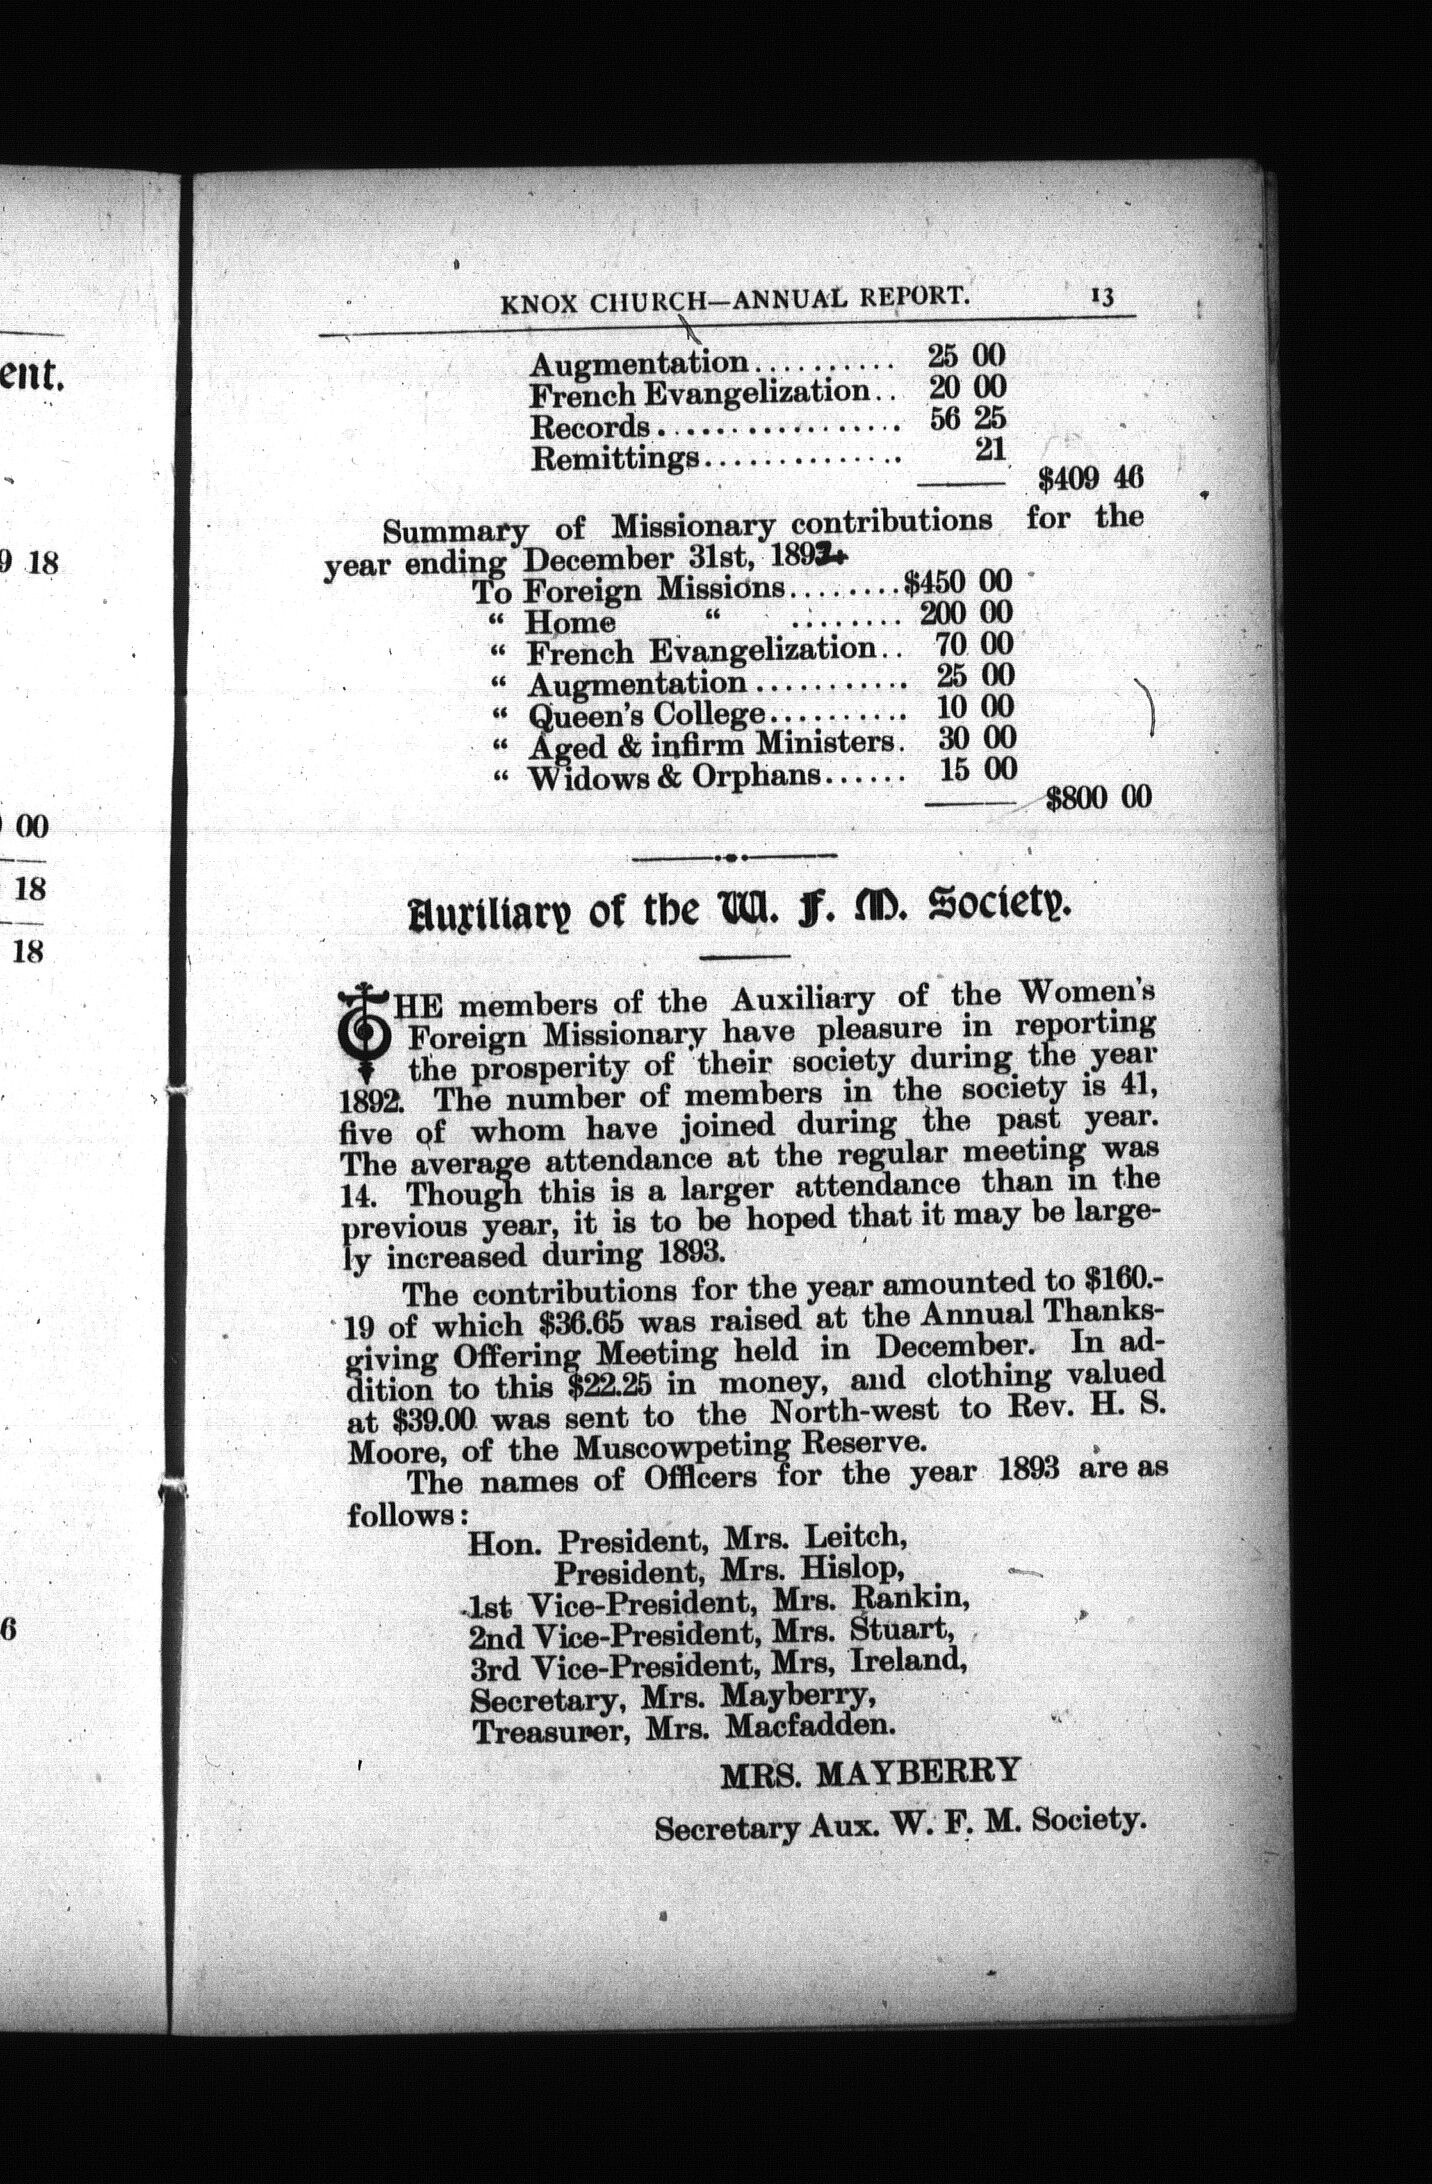 ent.
9 18
00
18
18
6
KNOX CHURCH—ANNUAL REPORT. 13
Augmentation.......... 25 00
French Evangelization.. 20 00
Records................. 56 25
Remittings.............. 21
$409 46
Summary of Missionary contributions for the
year ending December 31st, 1892.
To Foreign Missions........$450 00
“ Home “ ........ 200 00
“ French Evangelization.. 70 00
“ Augmentation........... 25 00
“ Queen's College.......... 10 00
“ Aged & infirm Ministers. 30 00
“ Widows & Orphans...... 15 00
$800 00
Auxiliary of the W. F. M. Society.
THE members of the Auxiliary of the Women's
Foreign Missionary have pleasure in reporting
the prosperity of their society during the year
1892. The number of members in the society is 41,
five of whom have joined during the past year.
The average attendance at the regular meeting was
14. Though this is a larger attendance than in the
previous year, it is to be hoped that it may be large-
ly increased during 1893.
The contributions for the year amounted to $160.-
19 of which $36.65 was raised at the Annual Thanks-
giving Offering Meeting held in December. In ad-
dition to this $22.25 in money, and clothing valued
at $39.00 was sent to the North-west to Rev. H. S.
Moore, of the Muscowpeting Reserve.
The names of Officers for the year 1893 are as
follows:
Hon. President, Mrs. Leitch,
President, Mrs. Hislop,
1st Vice-President, Mrs. Rankin,
2nd Vice-President, Mrs. Stuart,
3rd Vice-President, Mrs, Ireland,
Secretary, Mrs. Mayberry,
Treasurer, Mrs. Macfadden.
MRS. MAYBERRY
Secretary Aux. W. F. M. Society.